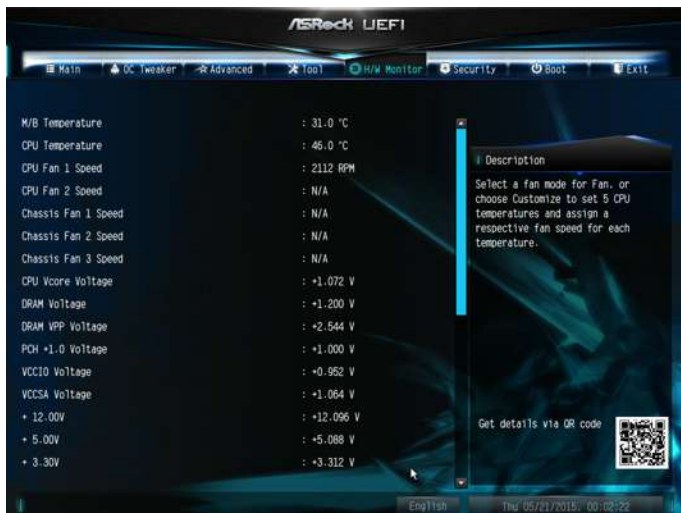 ASRock UEFI
Main OC Tweaker Advanced Tool H/W Monitor Security Boot Exit
M/B Temperature : 31.0 °C
CPU Temperature : 46.0 °C
CPU Fan 1 Speed : 2112 RPM
CPU Fan 2 Speed : N/A
Chassis Fan 1 Speed : N/A
Chassis Fan 2 Speed : N/A
Chassis Fan 3 Speed : N/A
CPU Vcore Voltage : +1.072 V
DRAM Voltage : +1.200 V
DRAM VPP Voltage : +2.544 V
PCH +1.0 Voltage : +1.000 V
VCCIO Voltage : +0.952 V
VCCSA Voltage : +1.064 V
+ 12.00V : +12.096 V
+ 5.00V : +5.088 V
+ 3.30V : +3.312 V
Description
Select a fan mode for Fan, or
choose Customize to set 5 CPU
temperatures and assign a
respective fan speed for each
temperature.
Get details via QR code
English Thu 05/21/2015, 00:02:22